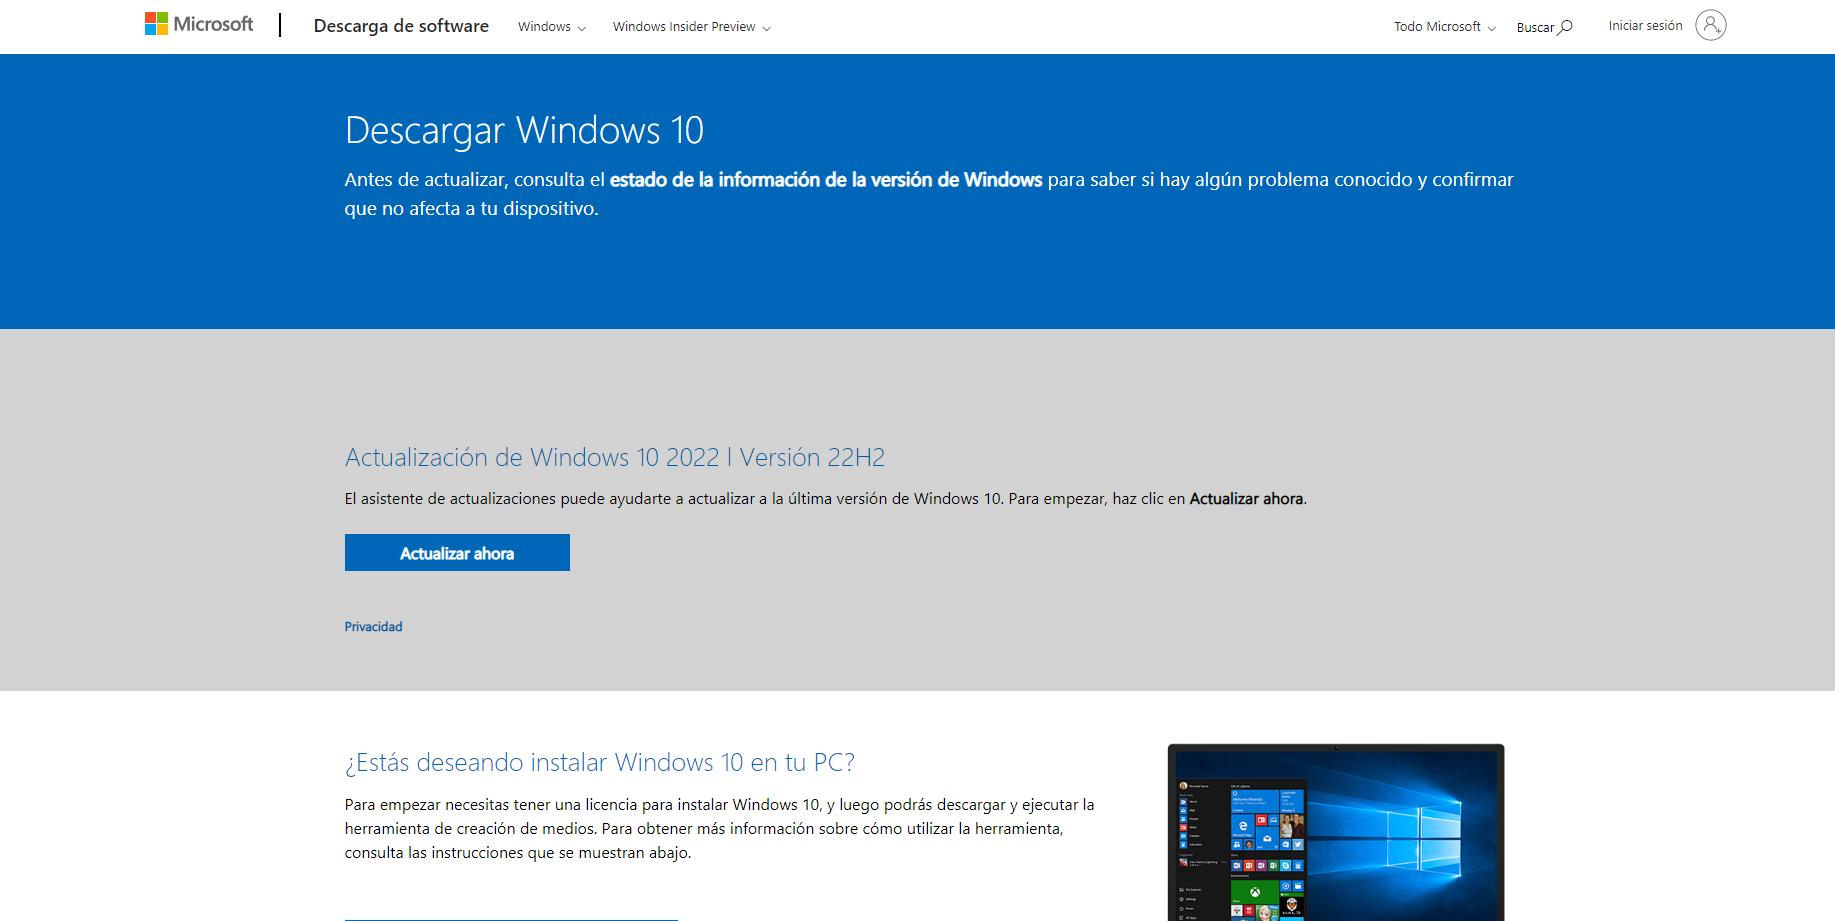 Microsoft
Descarga de software
Windows
Windows Insider Preview
Todo Microsoft
Buscar
Iniciar sesión
Descargar Windows 10
Antes de actualizar, consulta el estado de la información de la versión de Windows para saber si hay algún problema conocido y confirmar
que no afecta a tu dispositivo.
Actualización de Windows 10 2022 | Versión 22H2
El asistente de actualizaciones puede ayudarte a actualizar a la última versión de Windows 10. Para empezar, haz clic en Actualizar ahora.
Actualizar ahora
Privacidad
¿Estás deseando instalar Windows 10 en tu PC?
Para empezar necesitas tener una licencia para instalar Windows 10, y luego podrás descargar y ejecutar la
herramienta de creación de medios. Para obtener más información sobre cómo utilizar la herramienta,
consulta las instrucciones que se muestran abajo.